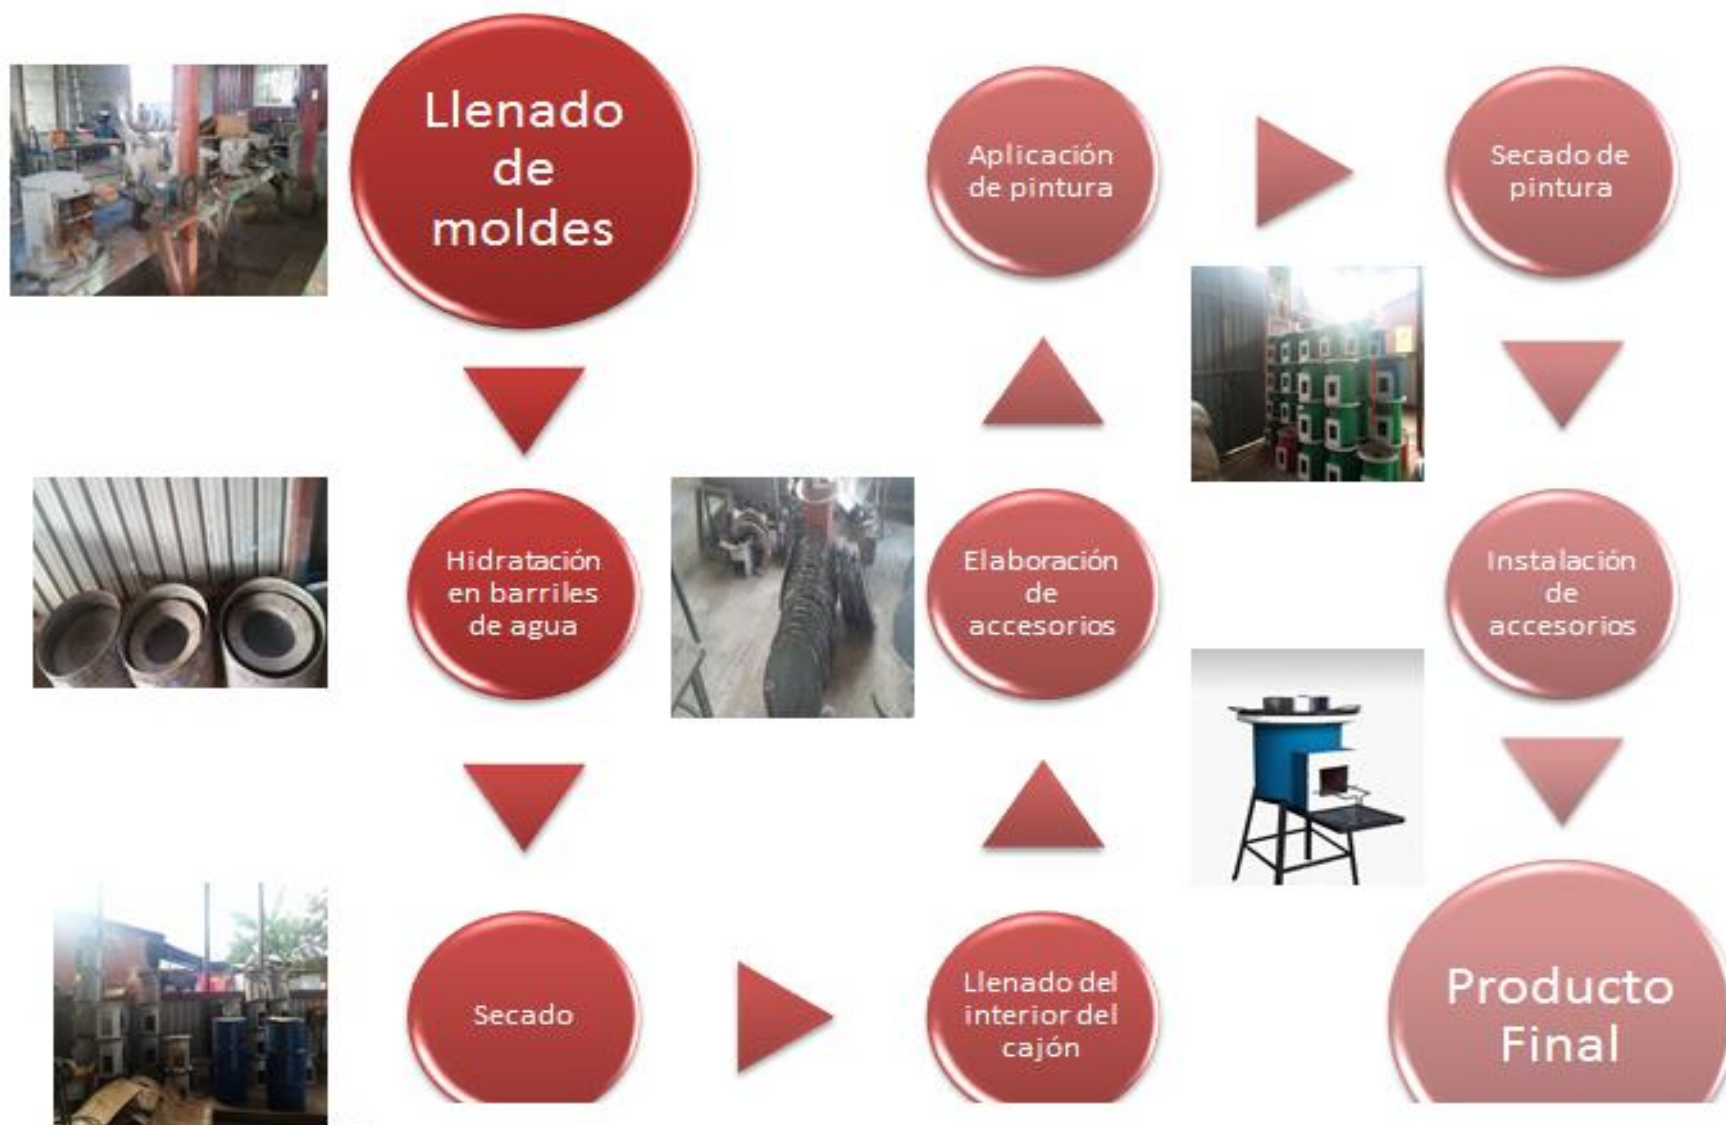 Llenado
de
moldes
Hidratación
en barriles
de agua
Secado
Llenado del
interior del
cajón
Elaboración
de
accesorios
Aplicación
de pintura
Secado de
pintura
Instalación
de
accesorios
Producto
Final